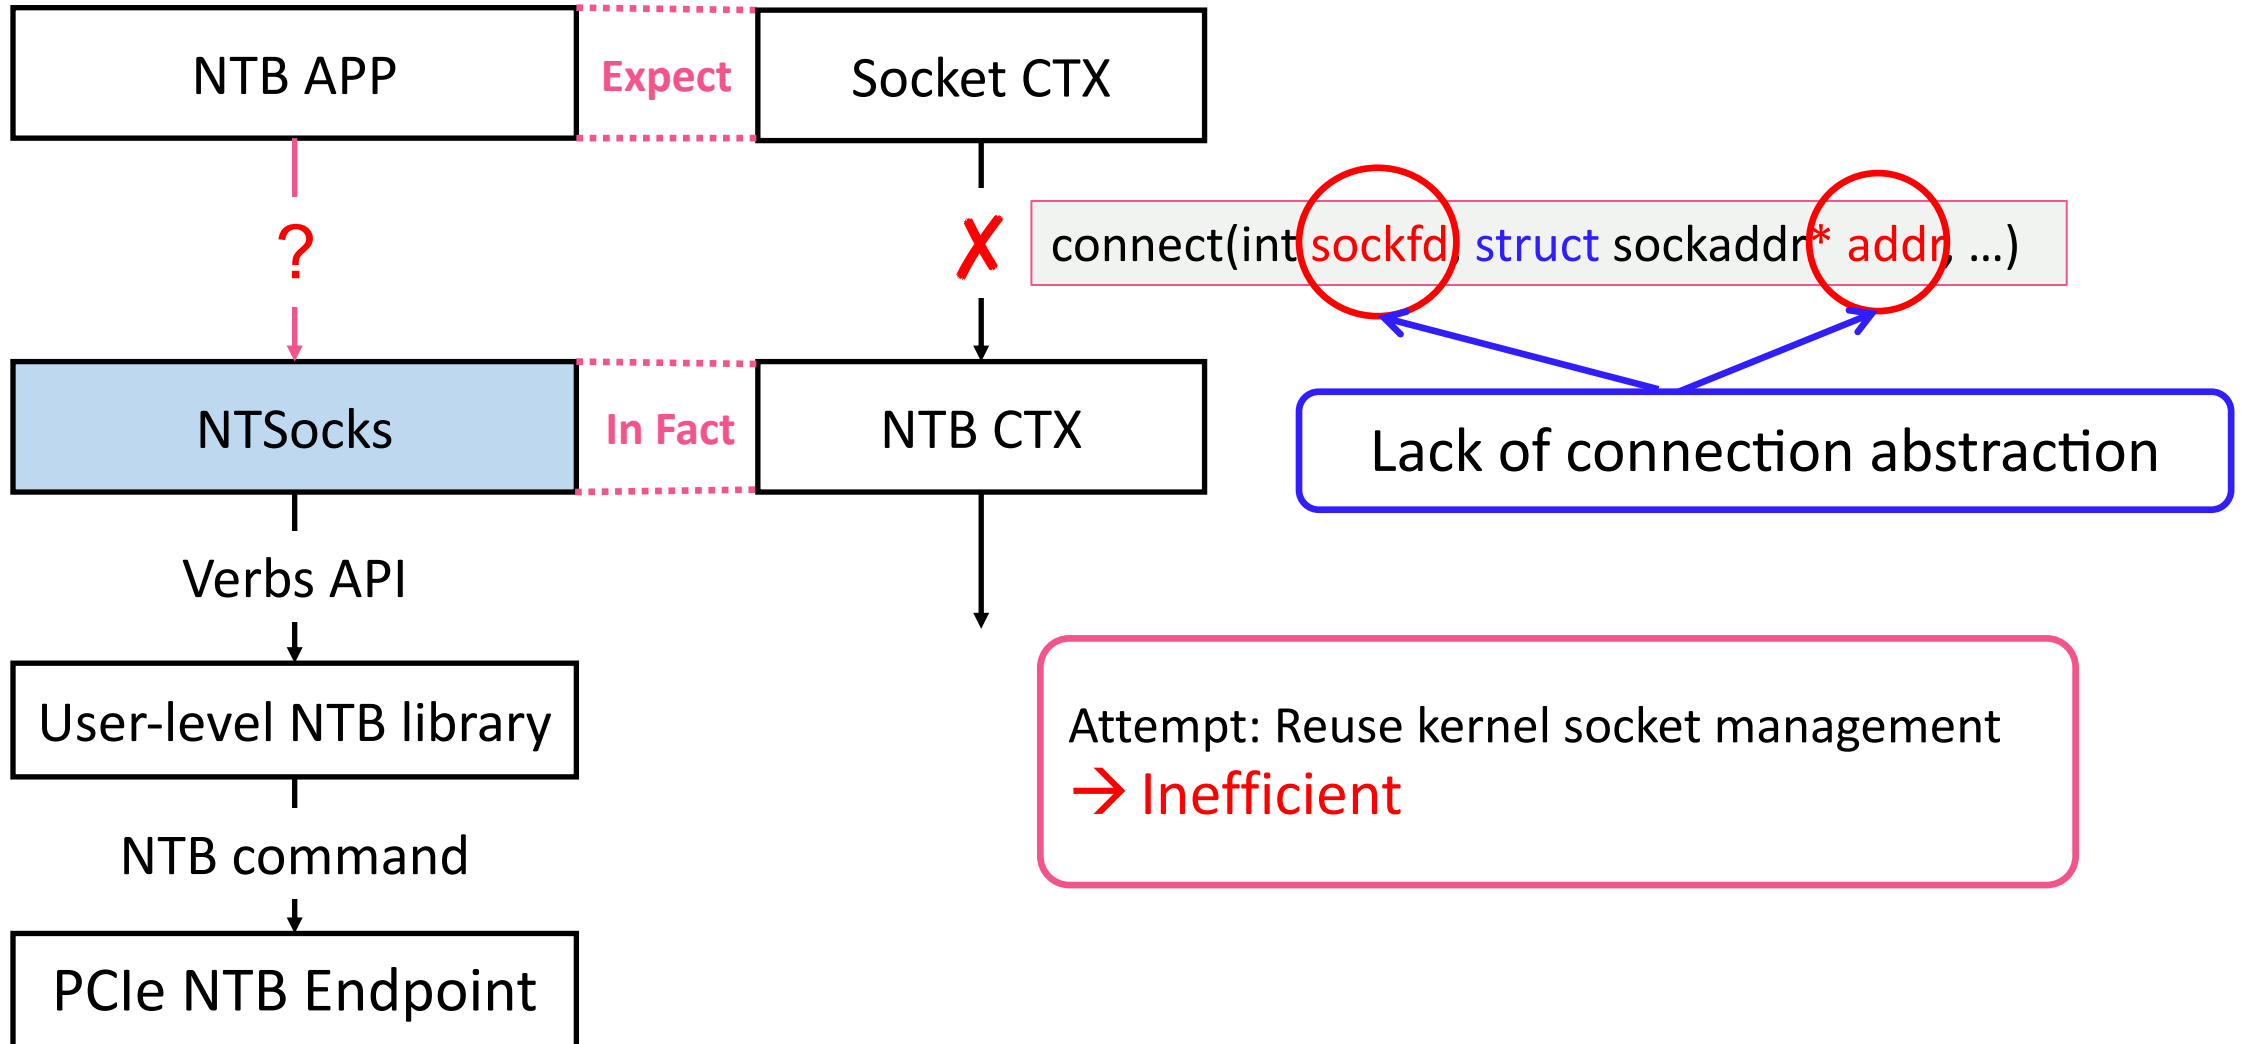 NTB APP
Expect
Socket CTX
?
✗
connect(int sockfd, struct sockaddr* addr, ...)
NTSocks
In Fact
NTB CTX
Lack of connection abstraction
Verbs API
User-level NTB library
Attempt: Reuse kernel socket management
→ Inefficient
NTB command
PCIe NTB Endpoint